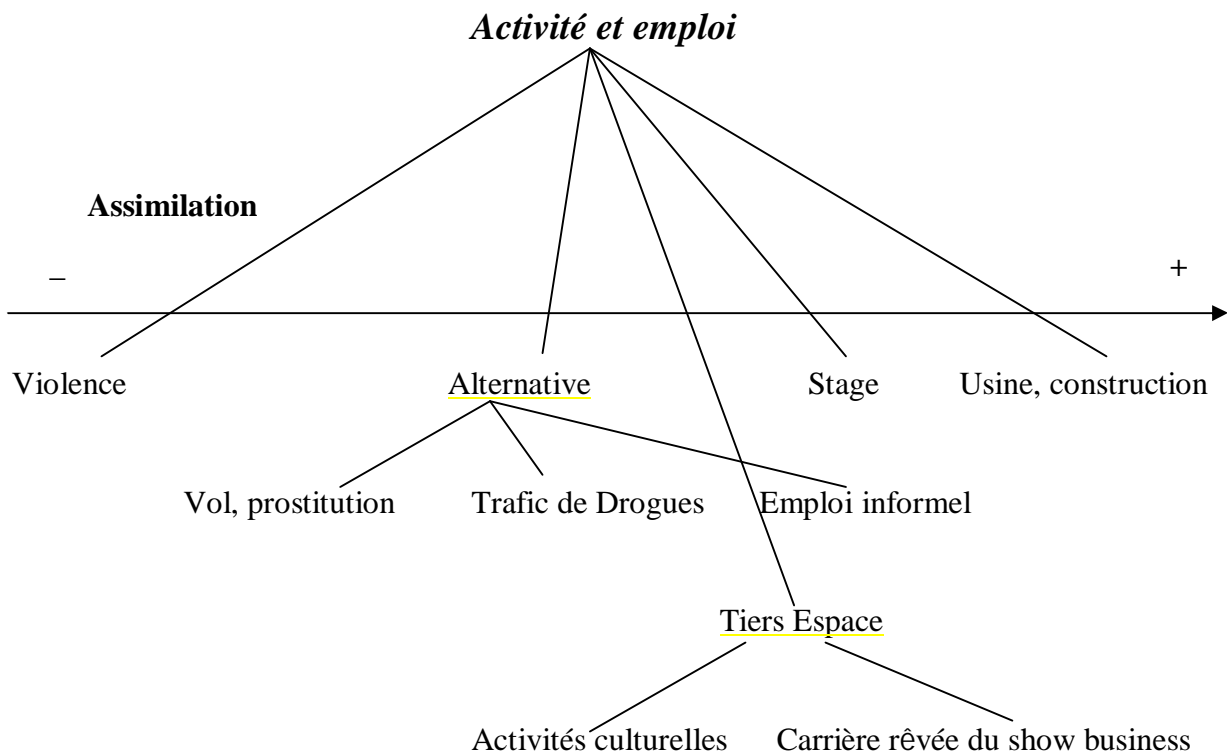 Activité et emploi
Assimilation
– +
Violence Alternative Stage Usine, construction
Vol, prostitution Trafic de Drogues Emploi informel
Tiers Espace
Activités culturelles Carrière rêvée du show business